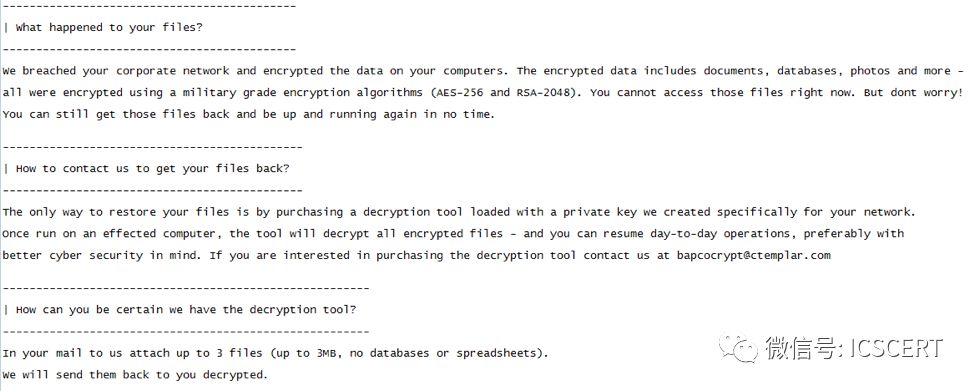 --------------------------------------------
| What happened to your files?
--------------------------------------------
We breached your corporate network and encrypted the data on your computers. The encrypted data includes documents, databases, photos and more -
all were encrypted using a military grade encryption algorithms (AES-256 and RSA-2048). You cannot access those files right now. But dont worry!
You can still get those files back and be up and running again in no time.
---------------------------------------------
| How to contact us to get your files back?
---------------------------------------------
The only way to restore your files is by purchasing a decryption tool loaded with a private key we created specifically for your network.
Once run on an effected computer, the tool will decrypt all encrypted files - and you can resume day-to-day operations, preferably with
better cyber security in mind. If you are interested in purchasing the decryption tool contact us at bapcocrypt@ctemplar.com
-------------------------------------------------------
| How can you be certain we have the decryption tool?
-------------------------------------------------------
In your mail to us attach up to 3 files (up to 3MB, no databases or spreadsheets).
We will send them back to you decrypted.
微信号: ICSCERT